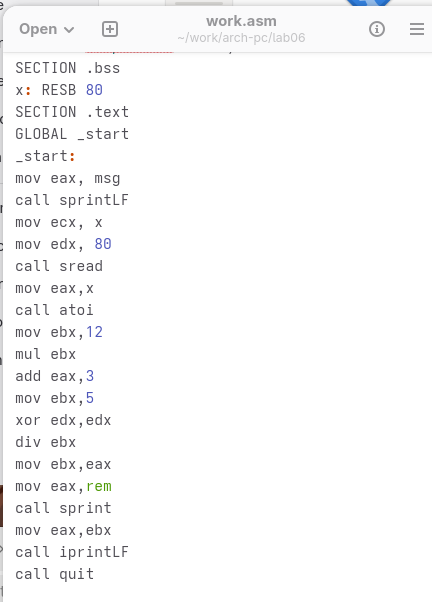 Open
work.asm
~/work/arch-pc/lab06
SECTION .bss
x: RESB 80
SECTION .text
GLOBAL _start
_start:
mov eax, msg
call sprintLF
mov ecx, x
mov edx, 80
call sread
mov eax,x
call atoi
mov ebx,12
mul ebx
add eax,3
mov ebx,5
xor edx,edx
div ebx
mov ebx,eax
mov eax,rem
call sprint
mov eax,ebx
call iprintLF
call quit